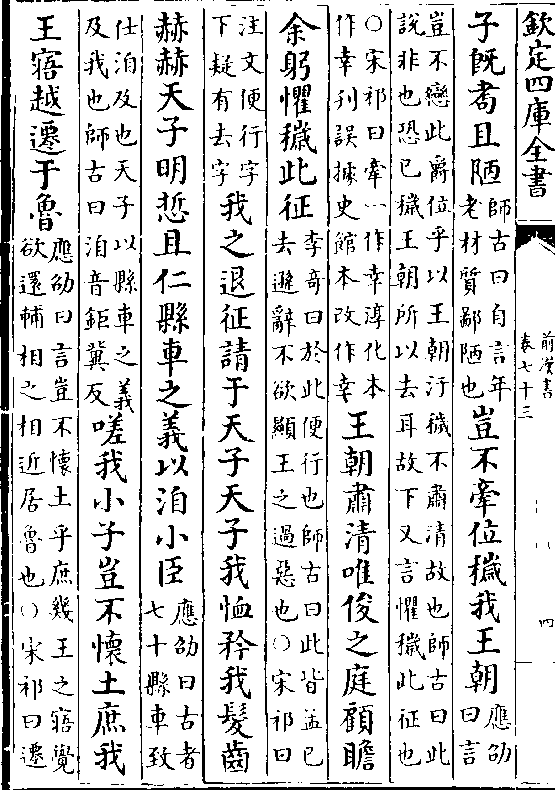 欽定四庫全書
前漢書
卷七十三
四
子既耉且陋師古曰自言年老材質鄙陋也豈不牽位穢我王朝應劭曰言
豈不戀此爵位乎以王朝汙穢不肅清故也師古曰此說非也恐已穢王朝所以去耳故下又言懼穢此征也
○宋祁曰牽一作幸淳化本作幸刋誤據史館本改作幸王朝肅清唯俊之庭顧瞻
余躬懼穢此征李奇曰於此便行也師古曰此皆孟已去避辭不欲顯王之過惡也○宋祁曰
注文便行字下疑有去字我之退征請于天子天子我恤矜我髮齒
赫赫天子明悊且仁縣車之義以洎小臣應劭曰古者七十縣車致
仕洎及也天子以縣車之義及我也師古曰洎音鉅冀反嗟我小子豈不懷土庶我
王寤越遷于魯應劭曰言豈不懷土乎庶幾王之寤覺欲還輔相之相近居魯也○宋祁曰遷